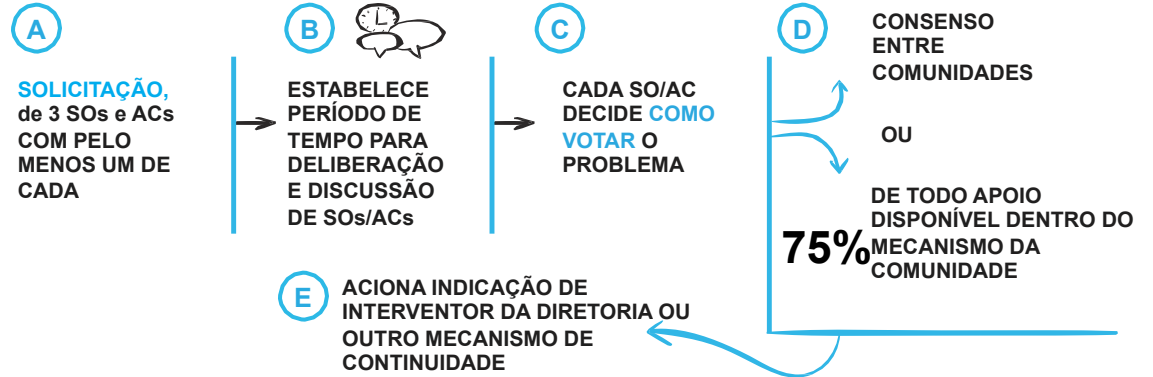 A
SOLICITAÇÃO,
de 3 SOs e ACs
COM PELO
MENOS UM DE
CADA
B
ESTABELECE
PERÍODO DE
TEMPO PARA
DELIBERAÇÃO
E DISCUSSÃO
DE SOs/ACs
C
CADA SO/AC
DECIDE COMO
VOTAR O
PROBLEMA
D
CONSENSO
ENTRE
COMUNIDADES
OU
75%
DE TODO APOIO
DISPONÍVEL DENTRO DO
MECANISMO DA
COMUNIDADE
E
ACIONA INDICAÇÃO DE
INTERVENTOR DA DIRETORIA OU
OUTRO MECANISMO DE
CONTINUIDADE